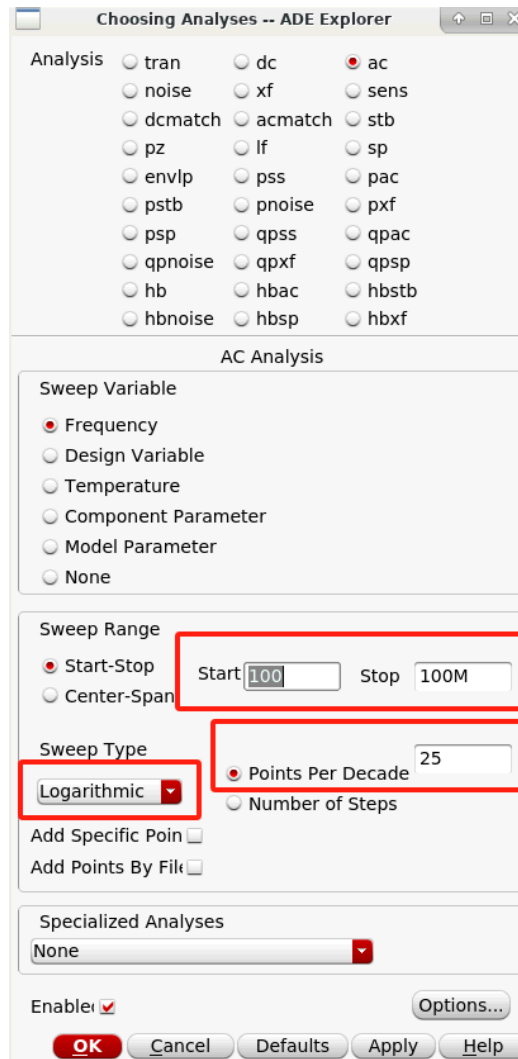 Choosing Analyses -- ADE Explorer
Analysis tran dc ac
noise xf sens
dcmatch acmatch stb
pz lf sp
envlp pss pac
pstb pnoise pxf
psp qpss qpac
qpnoise qpxf qpsp
hb hbac hbstb
hbnoise hbsp hbxf
AC Analysis
Sweep Variable
Frequency
Design Variable
Temperature
Component Parameter
Model Parameter
None
Sweep Range
Start-Stop Start 100 Stop 100M
Center-Span
Sweep Type 25
Points Per Decade
Logarithmic
Number of Steps
Add Specific Poin
Add Points By File
Specialized Analyses
None
Enabled Options...
OK Cancel Defaults Apply Help